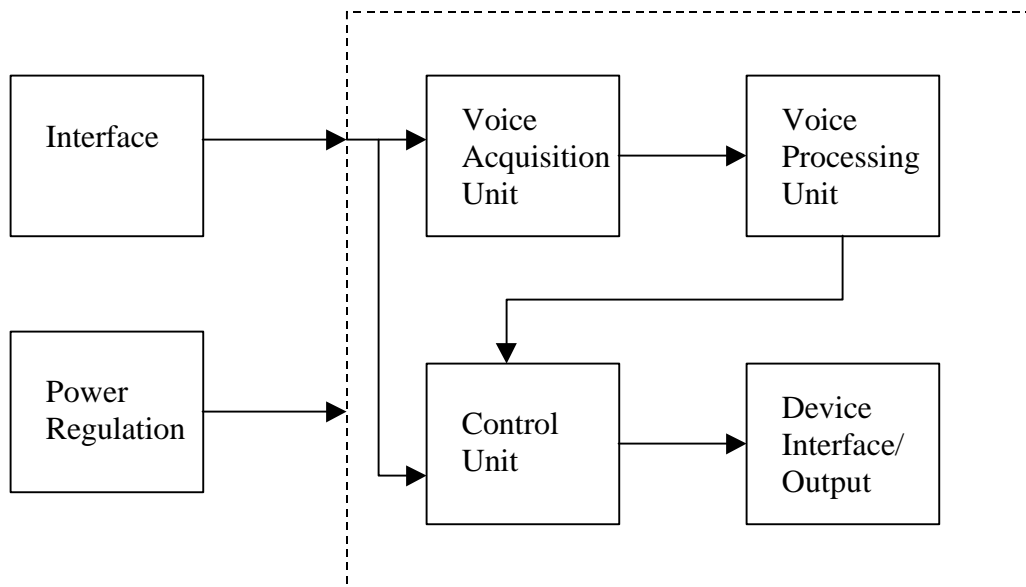 Interface
Voice
Acquisition
Unit
Voice
Processing
Unit
Power
Regulation
Control
Unit
Device
Interface/
Output